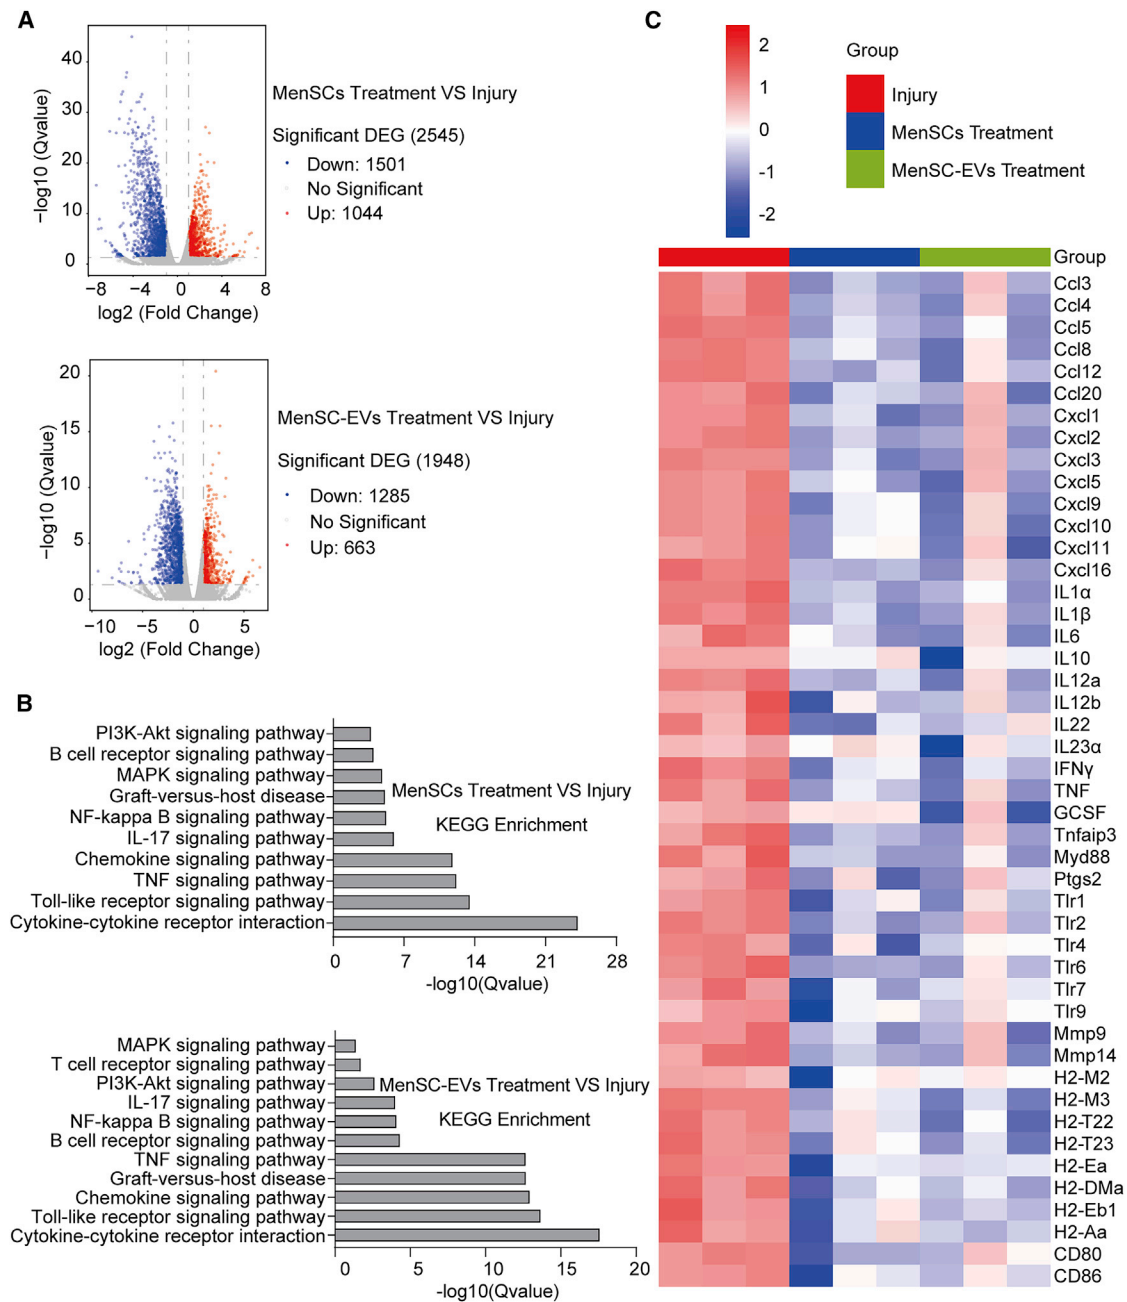 A
40
30
20
10
0
−log10 (Qvalue)
−8
−4
0
4
8
log2 (Fold Change)
MenSCs Treatment VS Injury
Significant DEG (2545)
Down: 1501
No Significant
Up: 1044
20
15
10
5
0
−log10 (Qvalue)
−10
−5
0
5
log2 (Fold Change)
MenSC-EVs Treatment VS Injury
Significant DEG (1948)
Down: 1285
No Significant
Up: 663
B
PI3K-Akt signaling pathway
B cell receptor signaling pathway
MAPK signaling pathway
Graft-versus-host disease
NF-kappa B signaling pathway
IL-17 signaling pathway
Chemokine signaling pathway
TNF signaling pathway
Toll-like receptor signaling pathway
Cytokine-cytokine receptor interaction
MenSCs Treatment VS Injury
KEGG Enrichment
0
7
14
21
28
-log10(Qvalue)
MAPK signaling pathway
T cell receptor signaling pathway
PI3K-Akt signaling pathway
IL-17 signaling pathway
NF-kappa B signaling pathway
B cell receptor signaling pathway
TNF signaling pathway
Graft-versus-host disease
Chemokine signaling pathway
Toll-like receptor signaling pathway
Cytokine-cytokine receptor interaction
MenSC-EVs Treatment VS Injury
KEGG Enrichment
0
5
10
15
20
-log10(Qvalue)
C
2
1
0
-1
-2
Group
Injury
MenSCs Treatment
MenSC-EVs Treatment
Group
Ccl3
Ccl4
Ccl5
Ccl8
Ccl12
Ccl20
Cxcl1
Cxcl2
Cxcl3
Cxcl5
Cxcl9
Cxcl10
Cxcl11
Cxcl16
IL1α
IL1β
IL6
IL10
IL12a
IL12b
IL22
IL23α
IFNγ
TNF
GCSF
Tnfaip3
Myd88
Ptgs2
Tlr1
Tlr2
Tlr4
Tlr6
Tlr7
Tlr9
Mmp9
Mmp14
H2-M2
H2-M3
H2-T22
H2-T23
H2-Ea
H2-DMa
H2-Eb1
H2-Aa
CD80
CD86